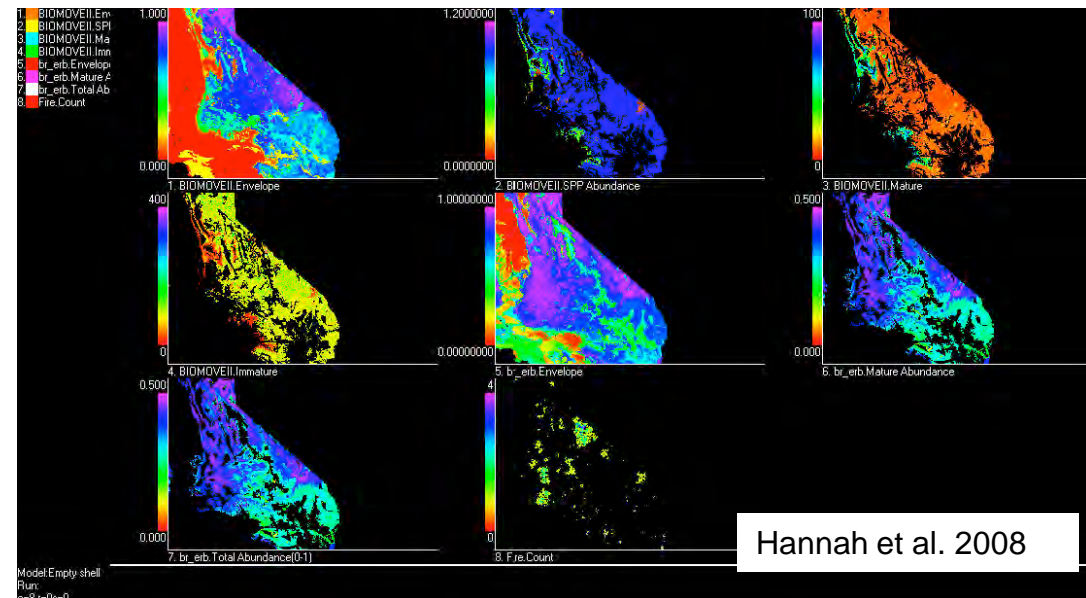 1. BIOMOVEII.Env
2. BIOMOVEII.SPI
3. BIOMOVEII.Ma
4. BIOMOVEII.Imn
5. br_erb.Envelop
6. br_erb.Mature A
7. br_erb.Total Ab
8. Fire.Count
1.000
0.000
1. BIOMOVEII.Envelope
1.2000000
0.0000000
2. BIOMOVEII.SPP Abundance
100
0
3. BIOMOVEII.Mature
400
0
4. BIOMOVEII.Immature
1.00000000
0.00000000
5. br_erb.Envelope
0.500
0.000
6. br_erb.Mature Abundance
0.500
0.000
7. br_erb.Total Abundance(0-1)
4
0
8. Fire.Count
Hannah et al. 2008
Model:Empty shell
Run: